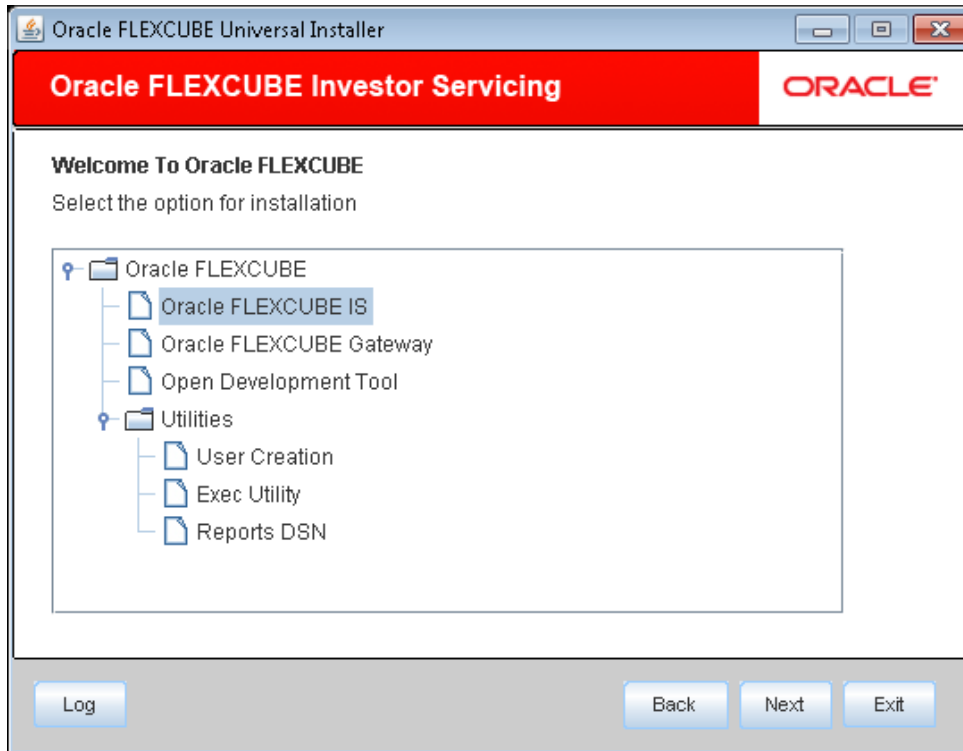 Oracle FLEXCUBE Universal Installer
Oracle FLEXCUBE Investor Servicing
ORACLE
Welcome To Oracle FLEXCUBE
Select the option for installation
Oracle FLEXCUBE
Oracle FLEXCUBE IS
Oracle FLEXCUBE Gateway
Open Development Tool
Utilities
User Creation
Exec Utility
Reports DSN
Log
Back
Next
Exit